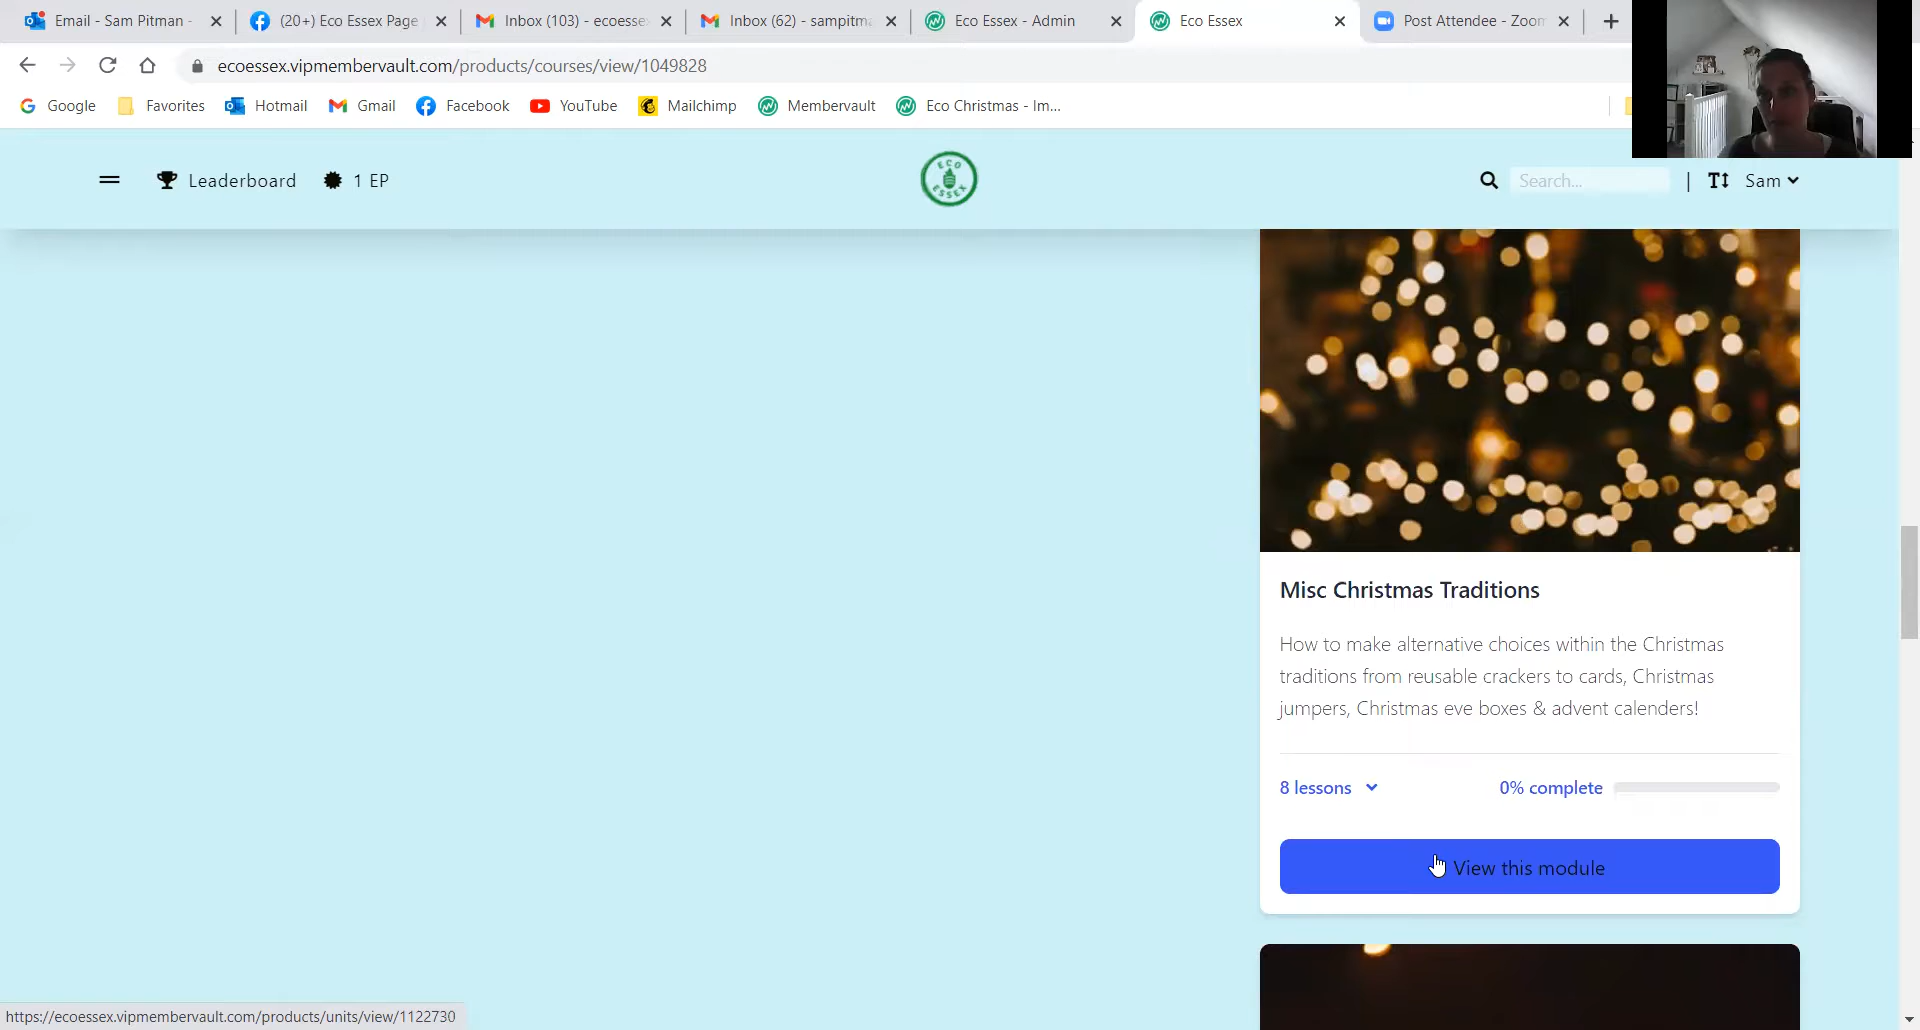 Email - Sam Pitman -
(20+) Eco Essex Page
Inbox (103) - ecoesse
Inbox (62) - sampitma
Eco Essex - Admin
Eco Essex
Post Attendee - Zoom
ecoessex.vipmembervault.com/products/courses/view/1049828
Google
Favorites
Hotmail
Gmail
Facebook
YouTube
Mailchimp
Membervault
Eco Christmas - Im...
Leaderboard
1 EP
ECO
ESSEX
Search...
Sam
Misc Christmas Traditions
How to make alternative choices within the Christmas
traditions from reusable crackers to cards, Christmas
jumpers, Christmas eve boxes & advent calenders!
8 lessons
0% complete
View this module
https://ecoessex.vipmembervault.com/products/units/view/1122730